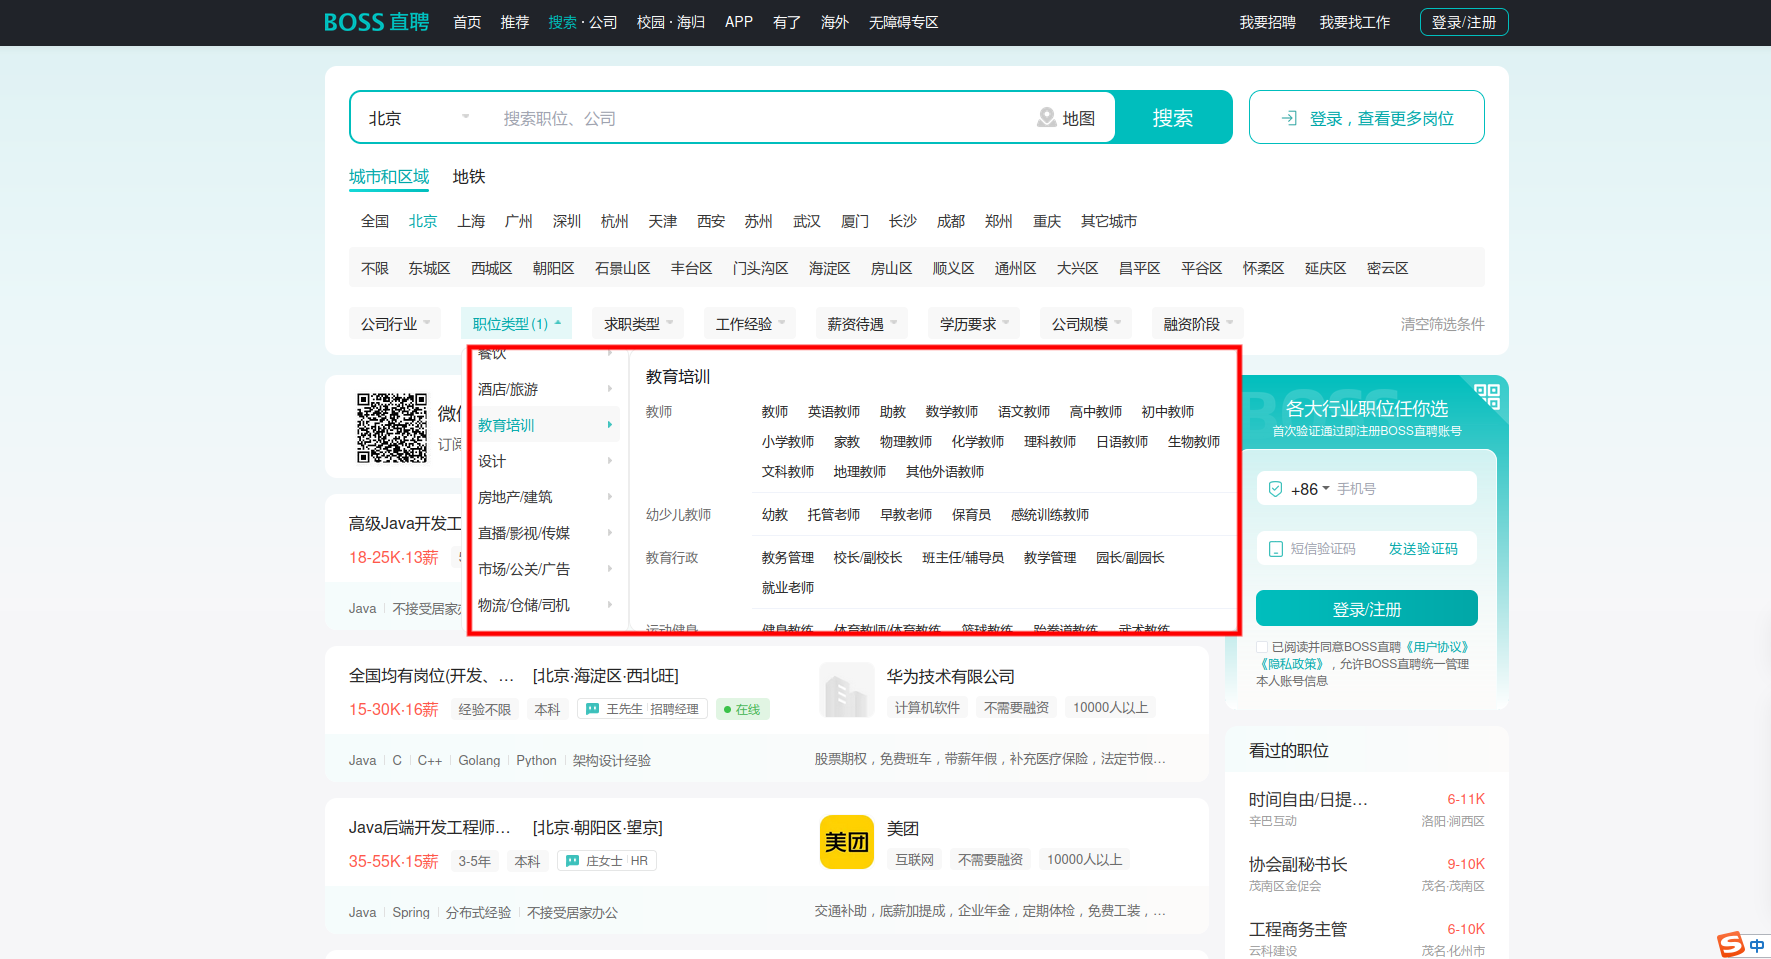 BOSS 直聘 首页 推荐 搜索·公司 校园·海归 APP 有了 海外 无障碍专区 我要招聘 我要找工作 登录/注册
北京 搜索职位、公司 地图 搜索 登录，查看更多岗位
城市和区域 地铁
全国 北京 上海 广州 深圳 杭州 天津 西安 苏州 武汉 厦门 长沙 成都 郑州 重庆 其它城市
不限 东城区 西城区 朝阳区 石景山区 丰台区 门头沟区 海淀区 房山区 顺义区 通州区 大兴区 昌平区 平谷区 怀柔区 延庆区 密云区
公司行业 职位类型(1) 求职类型 工作经验 薪资待遇 学历要求 公司规模 融资阶段 清空筛选条件
餐饮
酒店/旅游
教育培训
设计
房地产/建筑
直播/影视/传媒
市场/公关/广告
物流/仓储/司机
教育培训
教师 教师 英语教师 助教 数学教师 语文教师 高中教师 初中教师
小学教师 家教 物理教师 化学教师 理科教师 日语教师 生物教师
文科教师 地理教师 其他外语教师
幼少儿教师 幼教 托管老师 早教老师 保育员 感统训练教师
教育行政 教务管理 校长/副校长 班主任/辅导员 教学管理 园长/副园长
就业老师
运动健身 健身教练 体育教师/体育教练 篮球教练 跆拳道教练 武术教练
微
订阅
高级Java开发工
18-25K·13薪
Java 不接受居家
全国均有岗位(开发、… [北京·海淀区·西北旺]
15-30K·16薪 经验不限 本科 王先生 招聘经理 在线
华为技术有限公司
计算机软件 不需要融资 10000人以上
Java C C++ Golang Python 架构设计经验
股票期权，免费班车，带薪年假，补充医疗保险，法定节假…
Java后端开发工程师… [北京·朝阳区·望京]
35-55K·15薪 3-5年 本科 庄女士 HR
美团 美团
互联网 不需要融资 10000人以上
Java Spring 分布式经验 不接受居家办公
交通补助，底薪加提成，企业年金，定期体检，免费工装，…
BOSS
各大行业职位任你选
首次验证通过即注册BOSS直聘账号
+86 手机号
短信验证码 发送验证码
登录/注册
已阅读并同意BOSS直聘《用户协议》
《隐私政策》，允许BOSS直聘统一管理
本人账号信息
看过的职位
时间自由/日提… 6-11K
辛巴互动 洛阳·涧西区
协会副秘书长 9-10K
茂南区金促会 茂名·茂南区
工程商务主管 6-10K
云科建设 茂名·化州市
中